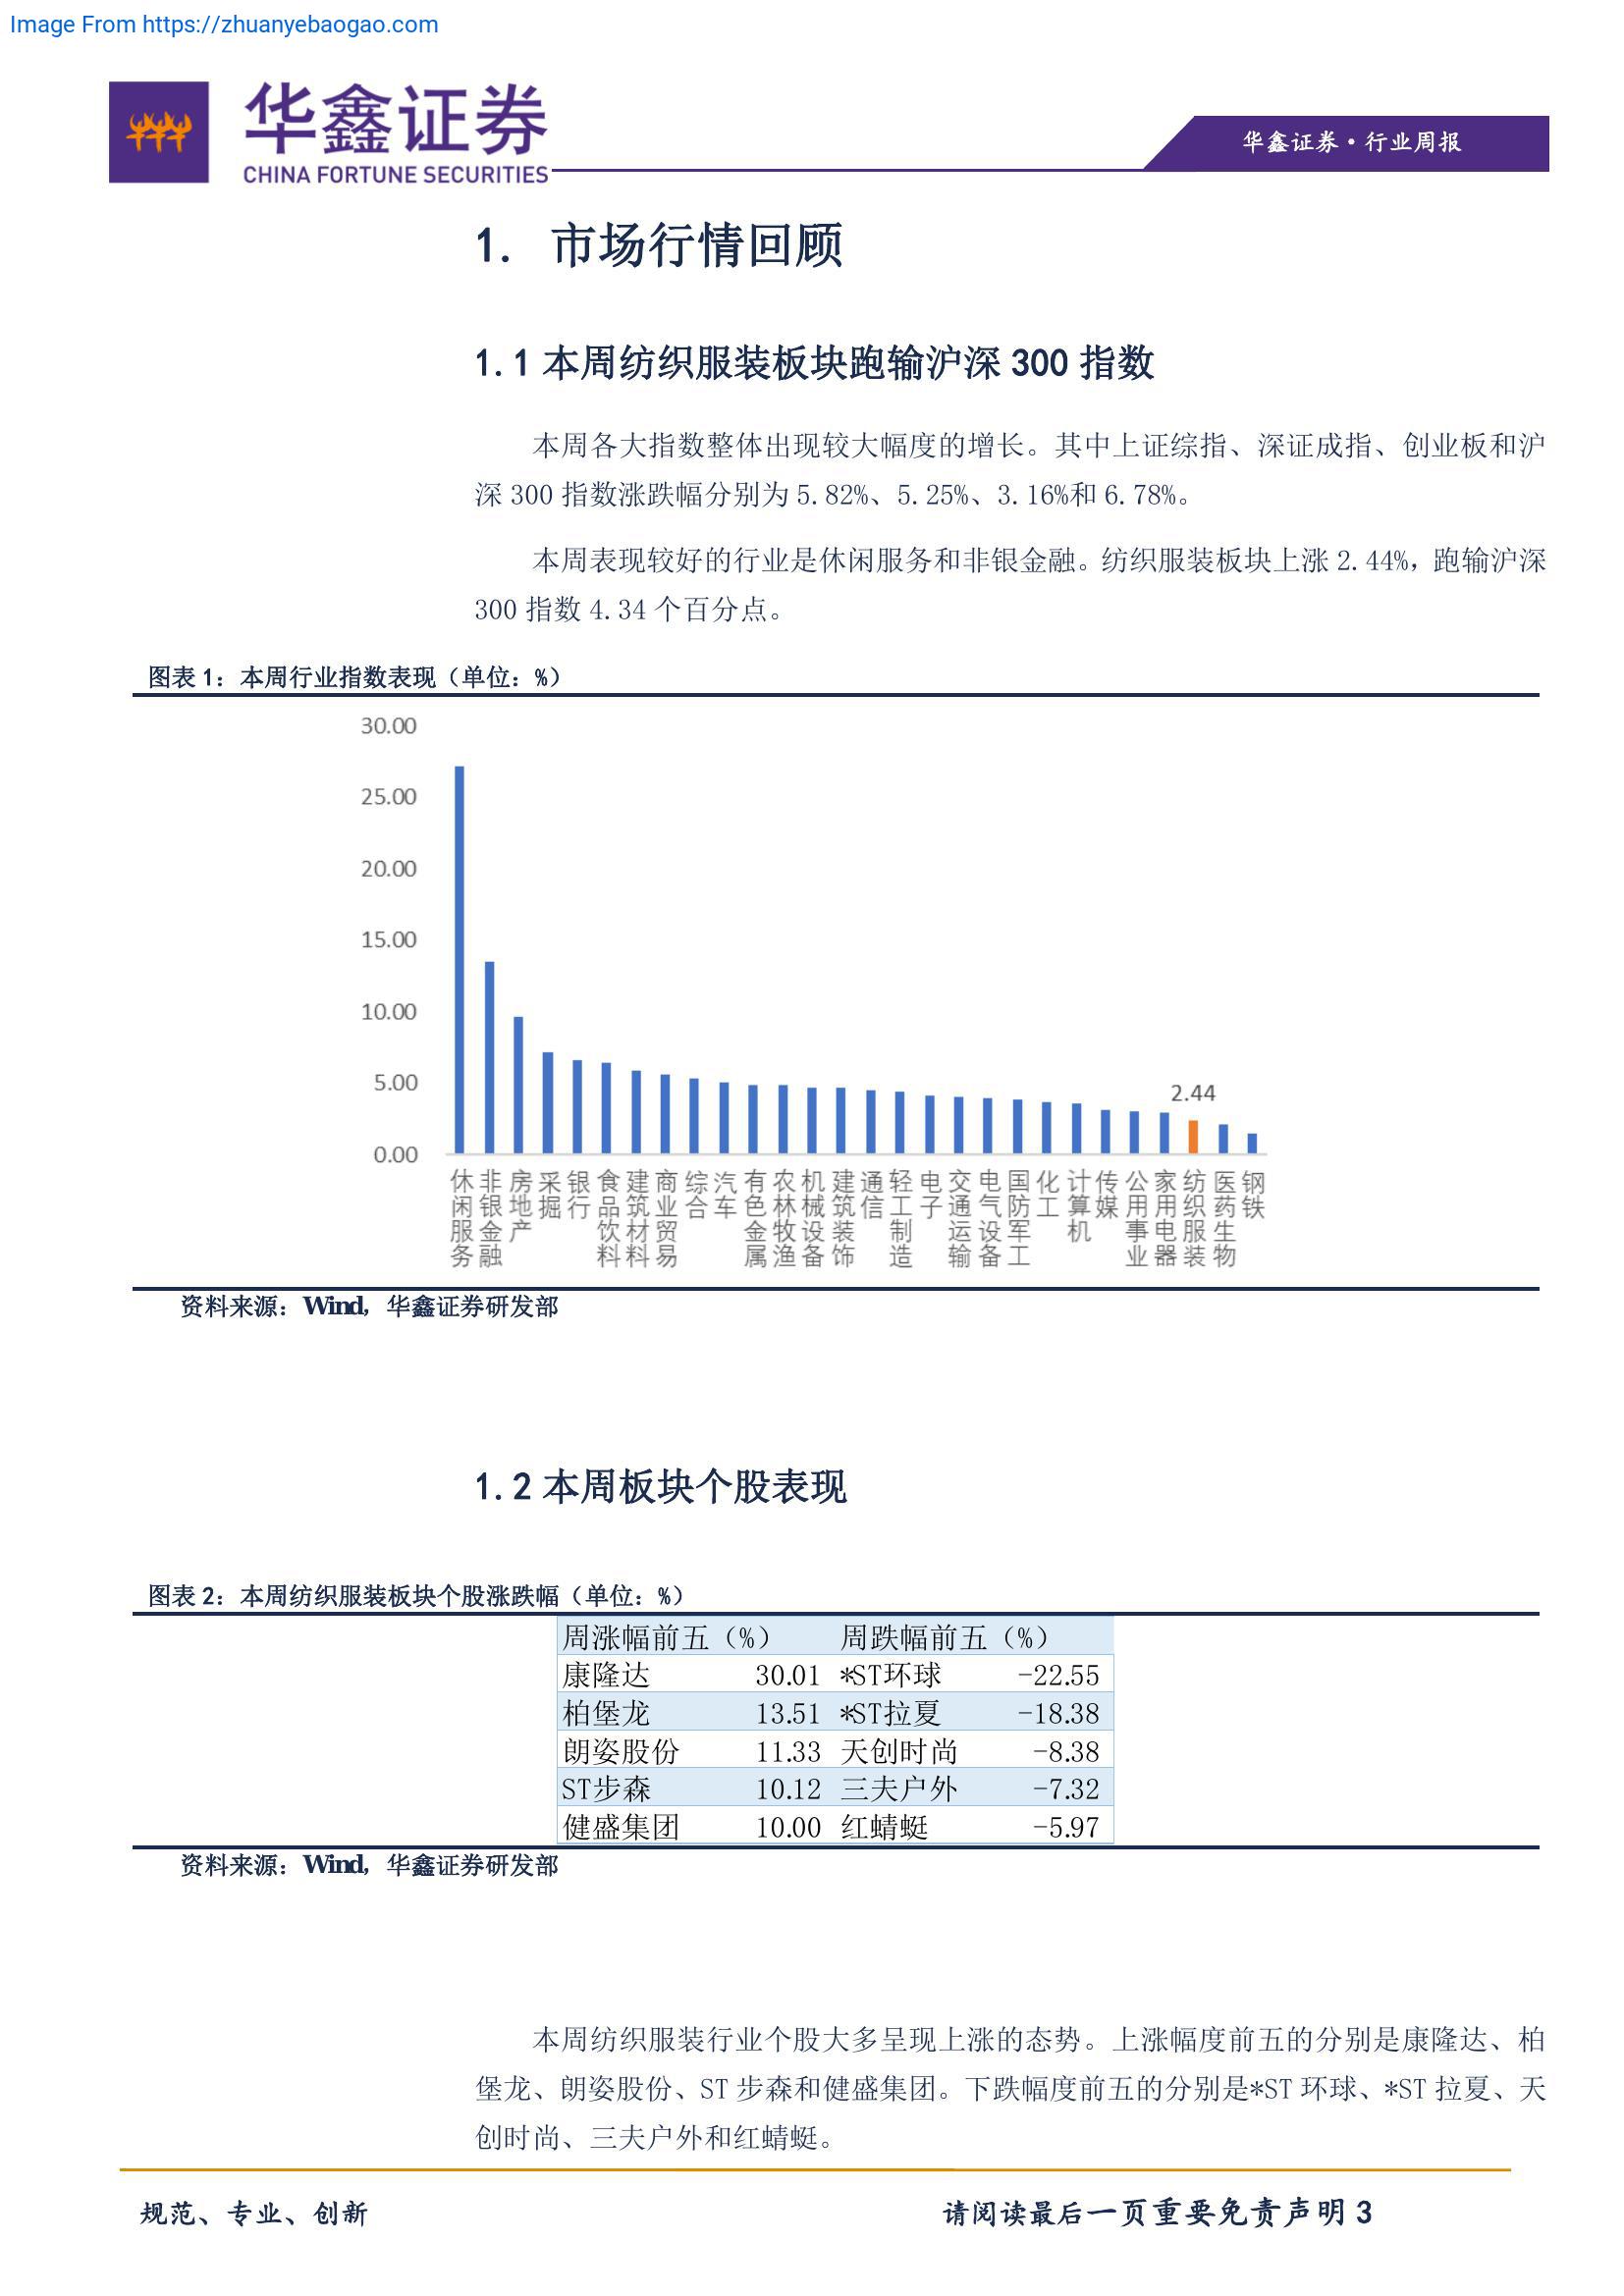 Image From https://zhuanyebaogao.com
华鑫证券
CHINA FORTUNE SECURITIES
华鑫证券·行业周报
1. 市场行情回顾
1.1 本周纺织服装板块跑输沪深 300 指数
本周各大指数整体出现较大幅度的增长。其中上证综指、深证成指、创业板和沪
深 300 指数涨跌幅分别为 5.82%、5.25%、3.16%和 6.78%。
本周表现较好的行业是休闲服务和非银金融。纺织服装板块上涨 2.44%，跑输沪深
300 指数 4.34 个百分点。
图表 1：本周行业指数表现（单位：%）
30.00
25.00
20.00
15.00
10.00
5.00
0.00
2.44
休闲服务
非银金融
房地产
采掘
银行
食品饮料
建筑材料
商业贸易
综合
汽车
有色金属
农林牧渔
机械设备
建筑装饰
通信
轻工制造
电子
交通运输
电气设备
国防军工
化工
计算机
传媒
公用事业
家用电器
纺织服装
医药生物
钢铁
资料来源：Wind，华鑫证券研发部
1.2 本周板块个股表现
图表 2：本周纺织服装板块个股涨跌幅（单位：%）
周涨幅前五（%） 周跌幅前五（%）
康隆达 30.01 *ST环球 -22.55
柏堡龙 13.51 *ST拉夏 -18.38
朗姿股份 11.33 天创时尚 -8.38
ST步森 10.12 三夫户外 -7.32
健盛集团 10.00 红蜻蜓 -5.97
资料来源：Wind，华鑫证券研发部
本周纺织服装行业个股大多呈现上涨的态势。上涨幅度前五的分别是康隆达、柏
堡龙、朗姿股份、ST 步森和健盛集团。下跌幅度前五的分别是*ST 环球、*ST 拉夏、天
创时尚、三夫户外和红蜻蜓。
规范、专业、创新
请阅读最后一页重要免责声明 3